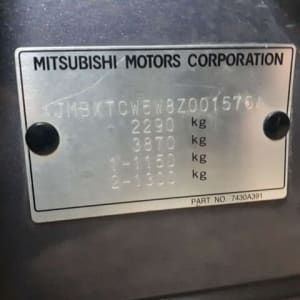 MITSUBISHI MOTORS CORPORATION
JMBXTCW5W8Z001576
2290 kg
3870 kg
1-1150 kg
2-1300 kg
PART NO. 7430A391